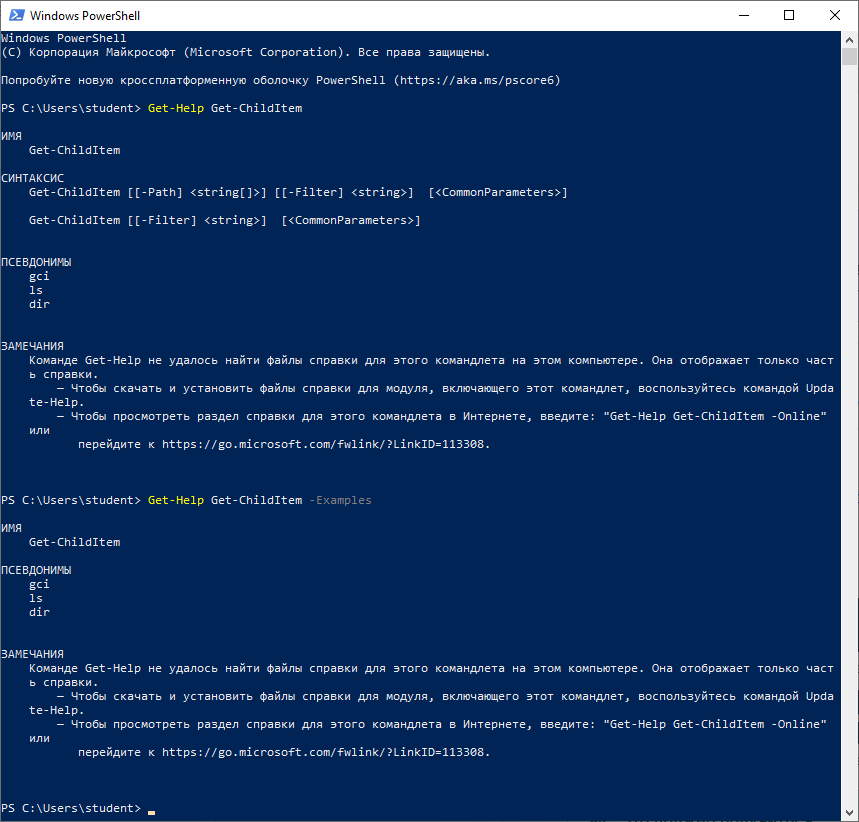 Windows PowerShell
Windows PowerShell
(C) Корпорация Майкрософт (Microsoft Corporation). Все права защищены.
Попробуйте новую кроссплатформенную оболочку PowerShell (https://aka.ms/pscore6)
PS C:\Users\student> Get-Help Get-ChildItem
ИМЯ
Get-ChildItem
СИНТАКСИС
Get-ChildItem [[-Path] <string[]>] [[-Filter] <string>]  [<CommonParameters>]
Get-ChildItem [[-Filter] <string>]  [<CommonParameters>]
ПСЕВДОНИМЫ
gci
ls
dir
ЗАМЕЧАНИЯ
Команде Get-Help не удалось найти файлы справки для этого командлета на этом компьютере. Она отображает только част
ь справки.
— Чтобы скачать и установить файлы справки для модуля, включающего этот командлет, воспользуйтесь командой Upda
te-Help.
— Чтобы просмотреть раздел справки для этого командлета в Интернете, введите: "Get-Help Get-ChildItem -Online"
или
перейдите к https://go.microsoft.com/fwlink/?LinkID=113308.
PS C:\Users\student> Get-Help Get-ChildItem -Examples
ИМЯ
Get-ChildItem
ПСЕВДОНИМЫ
gci
ls
dir
ЗАМЕЧАНИЯ
Команде Get-Help не удалось найти файлы справки для этого командлета на этом компьютере. Она отображает только част
ь справки.
— Чтобы скачать и установить файлы справки для модуля, включающего этот командлет, воспользуйтесь командой Upda
te-Help.
— Чтобы просмотреть раздел справки для этого командлета в Интернете, введите: "Get-Help Get-ChildItem -Online"
или
перейдите к https://go.microsoft.com/fwlink/?LinkID=113308.
PS C:\Users\student>